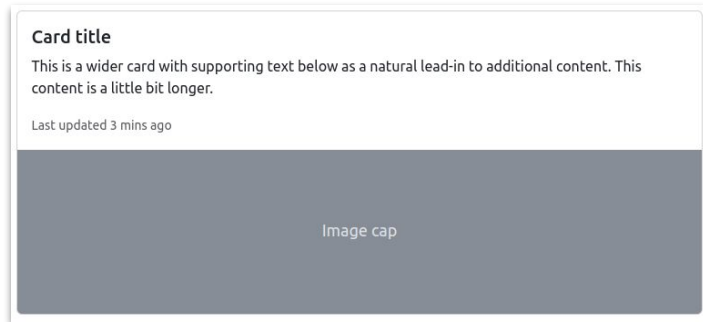 Card title
This is a wider card with supporting text below as a natural lead-in to additional content. This
content is a little bit longer.
Last updated 3 mins ago
Image cap